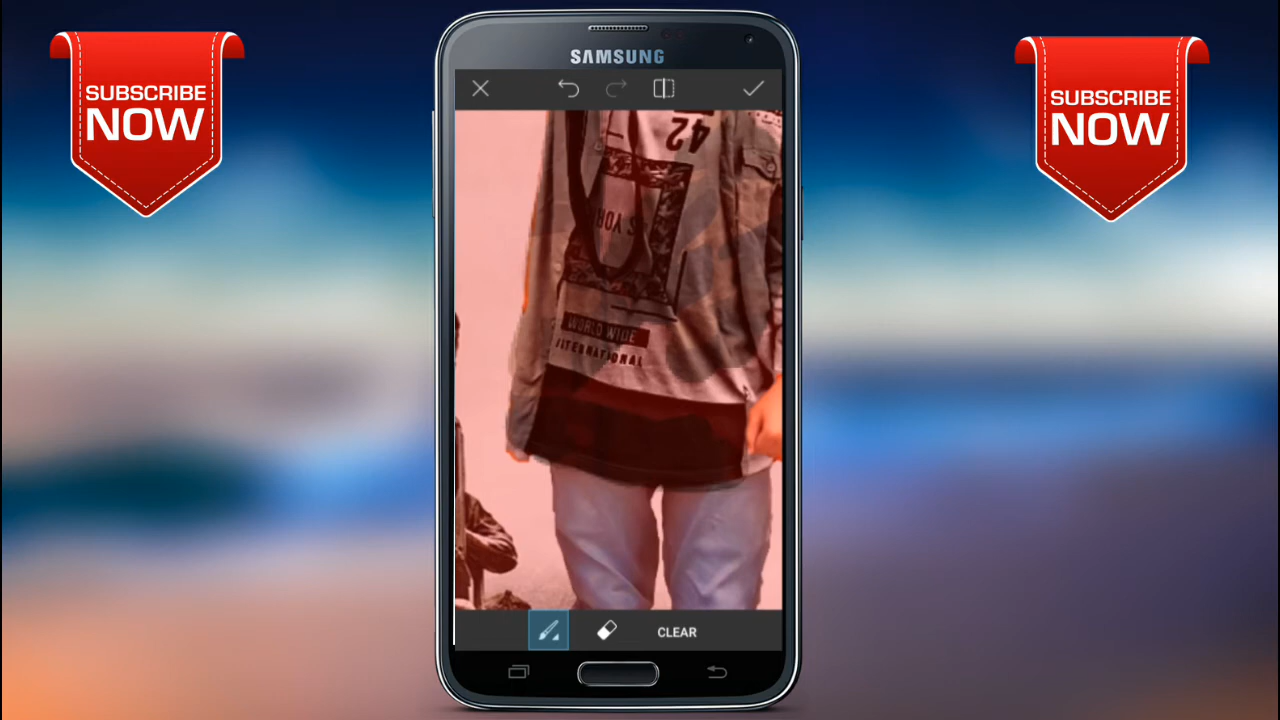 SUBSCRIBE
NOW
SAMSUNG
SUBSCRIBE
NOW
42
WORLD WIDE
INTERNATIONAL
CLEAR